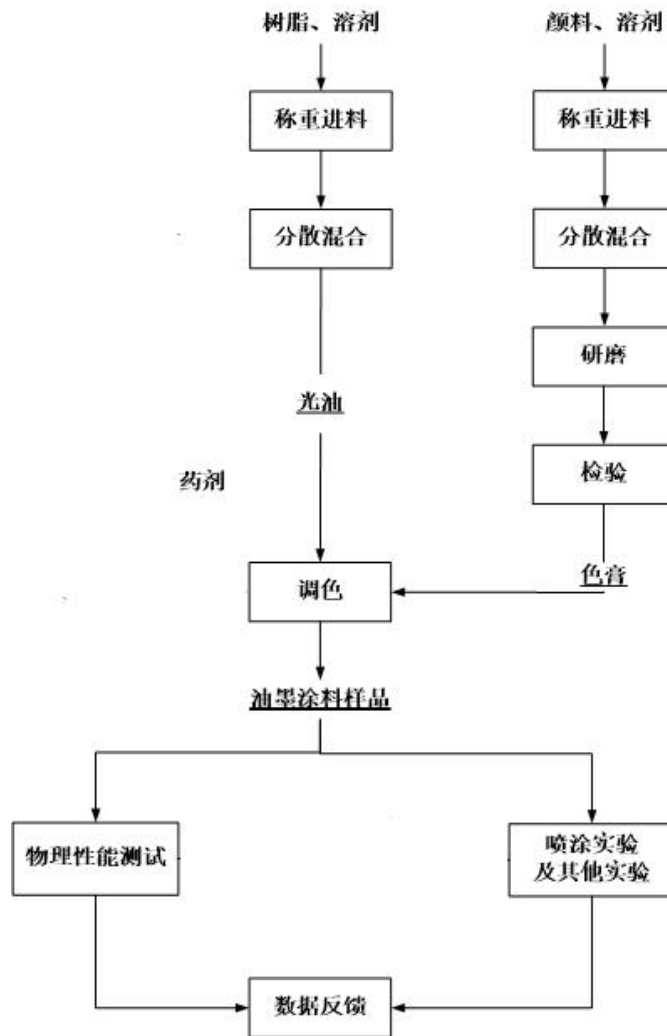 树脂、溶剂
颜料、溶剂
称重进料
称重进料
分散混合
分散混合
研磨
光油
药剂
检验
色膏
调色
油墨涂料样品
物理性能测试
喷涂实验
及其他实验
数据反馈